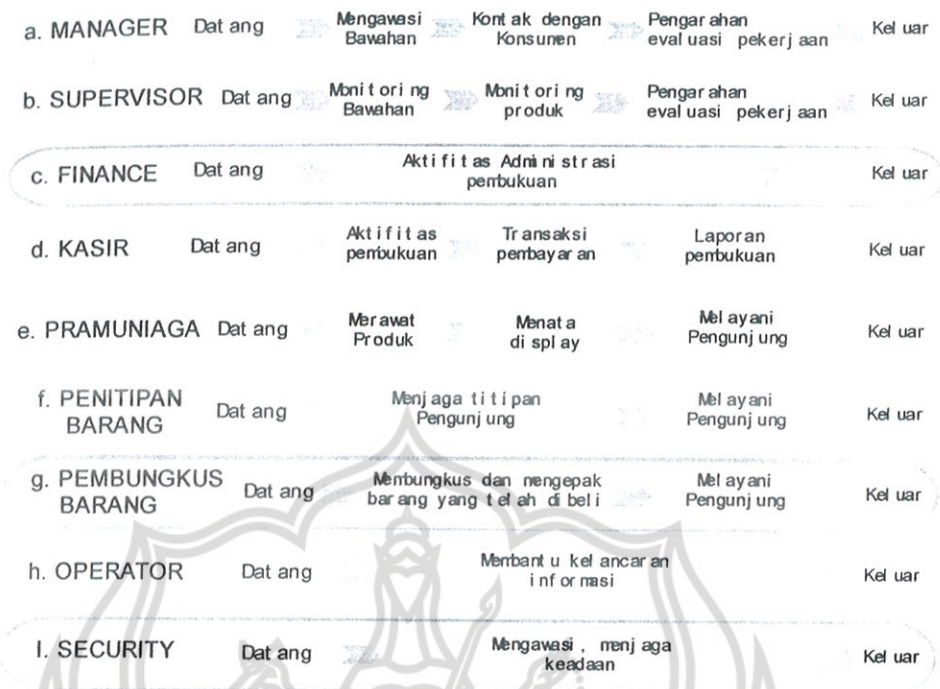 a. MANAGER Datang Mengawasi Bawahan Kontak dengan Konsumen Pengarahan evaluasi pekerjaan Keluar
b. SUPERVISOR Datang Monitoring Bawahan Monitoring produk Pengarahan evaluasi pekerjaan Keluar
c. FINANCE Datang Aktifitas Administrasi pembukuan Keluar
d. KASIR Datang Aktifitas pembukuan Transaksi pembayaran Laporan pembukuan Keluar
e. PRAMUNIAGA Datang Merawat Produk Menata display Melayani Pengunjung Keluar
f. PENITIPAN BARANG Datang Menjaga titipan Pengunjung Melayani Pengunjung Keluar
g. PEMBUNGKUS BARANG Datang Membungkus dan mengepak barang yang telah dibeli Melayani Pengunjung Keluar
h. OPERATOR Datang Membantu kelancaran informasi Keluar
I. SECURITY Datang Mengawasi, menjaga keadaan Keluar